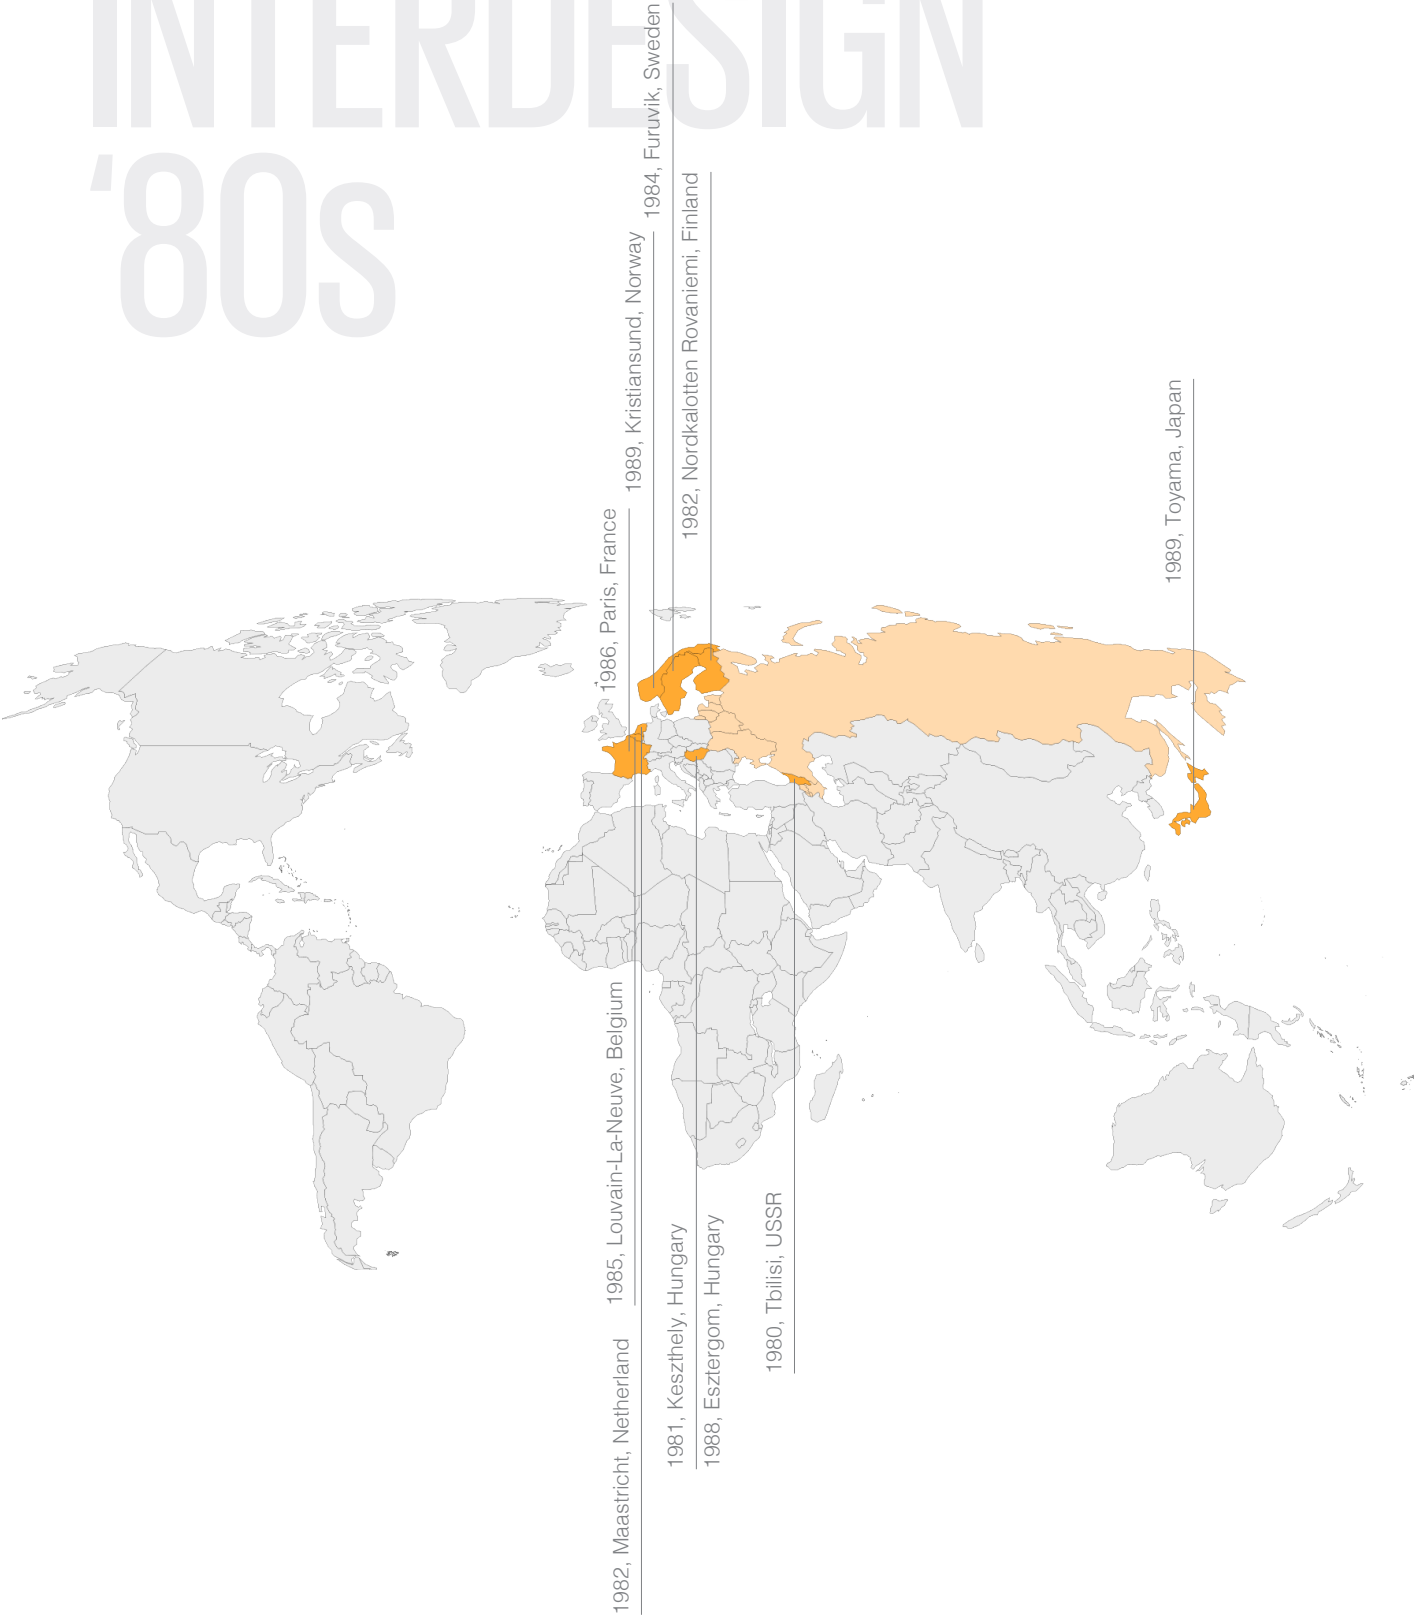 INTERDESIGN
‘80s
1984, Furuvik, Sweden
1982, Nordkalotten Rovaniemi, Finland
1989, Kristiansund, Norway
1989, Toyama, Japan
1986, Paris, France
1985, Louvain-La-Neuve, Belgium
1980, Tbilisi, USSR
1981, Keszthely, Hungary
1988, Esztergom, Hungary
1982, Maastricht, Netherland